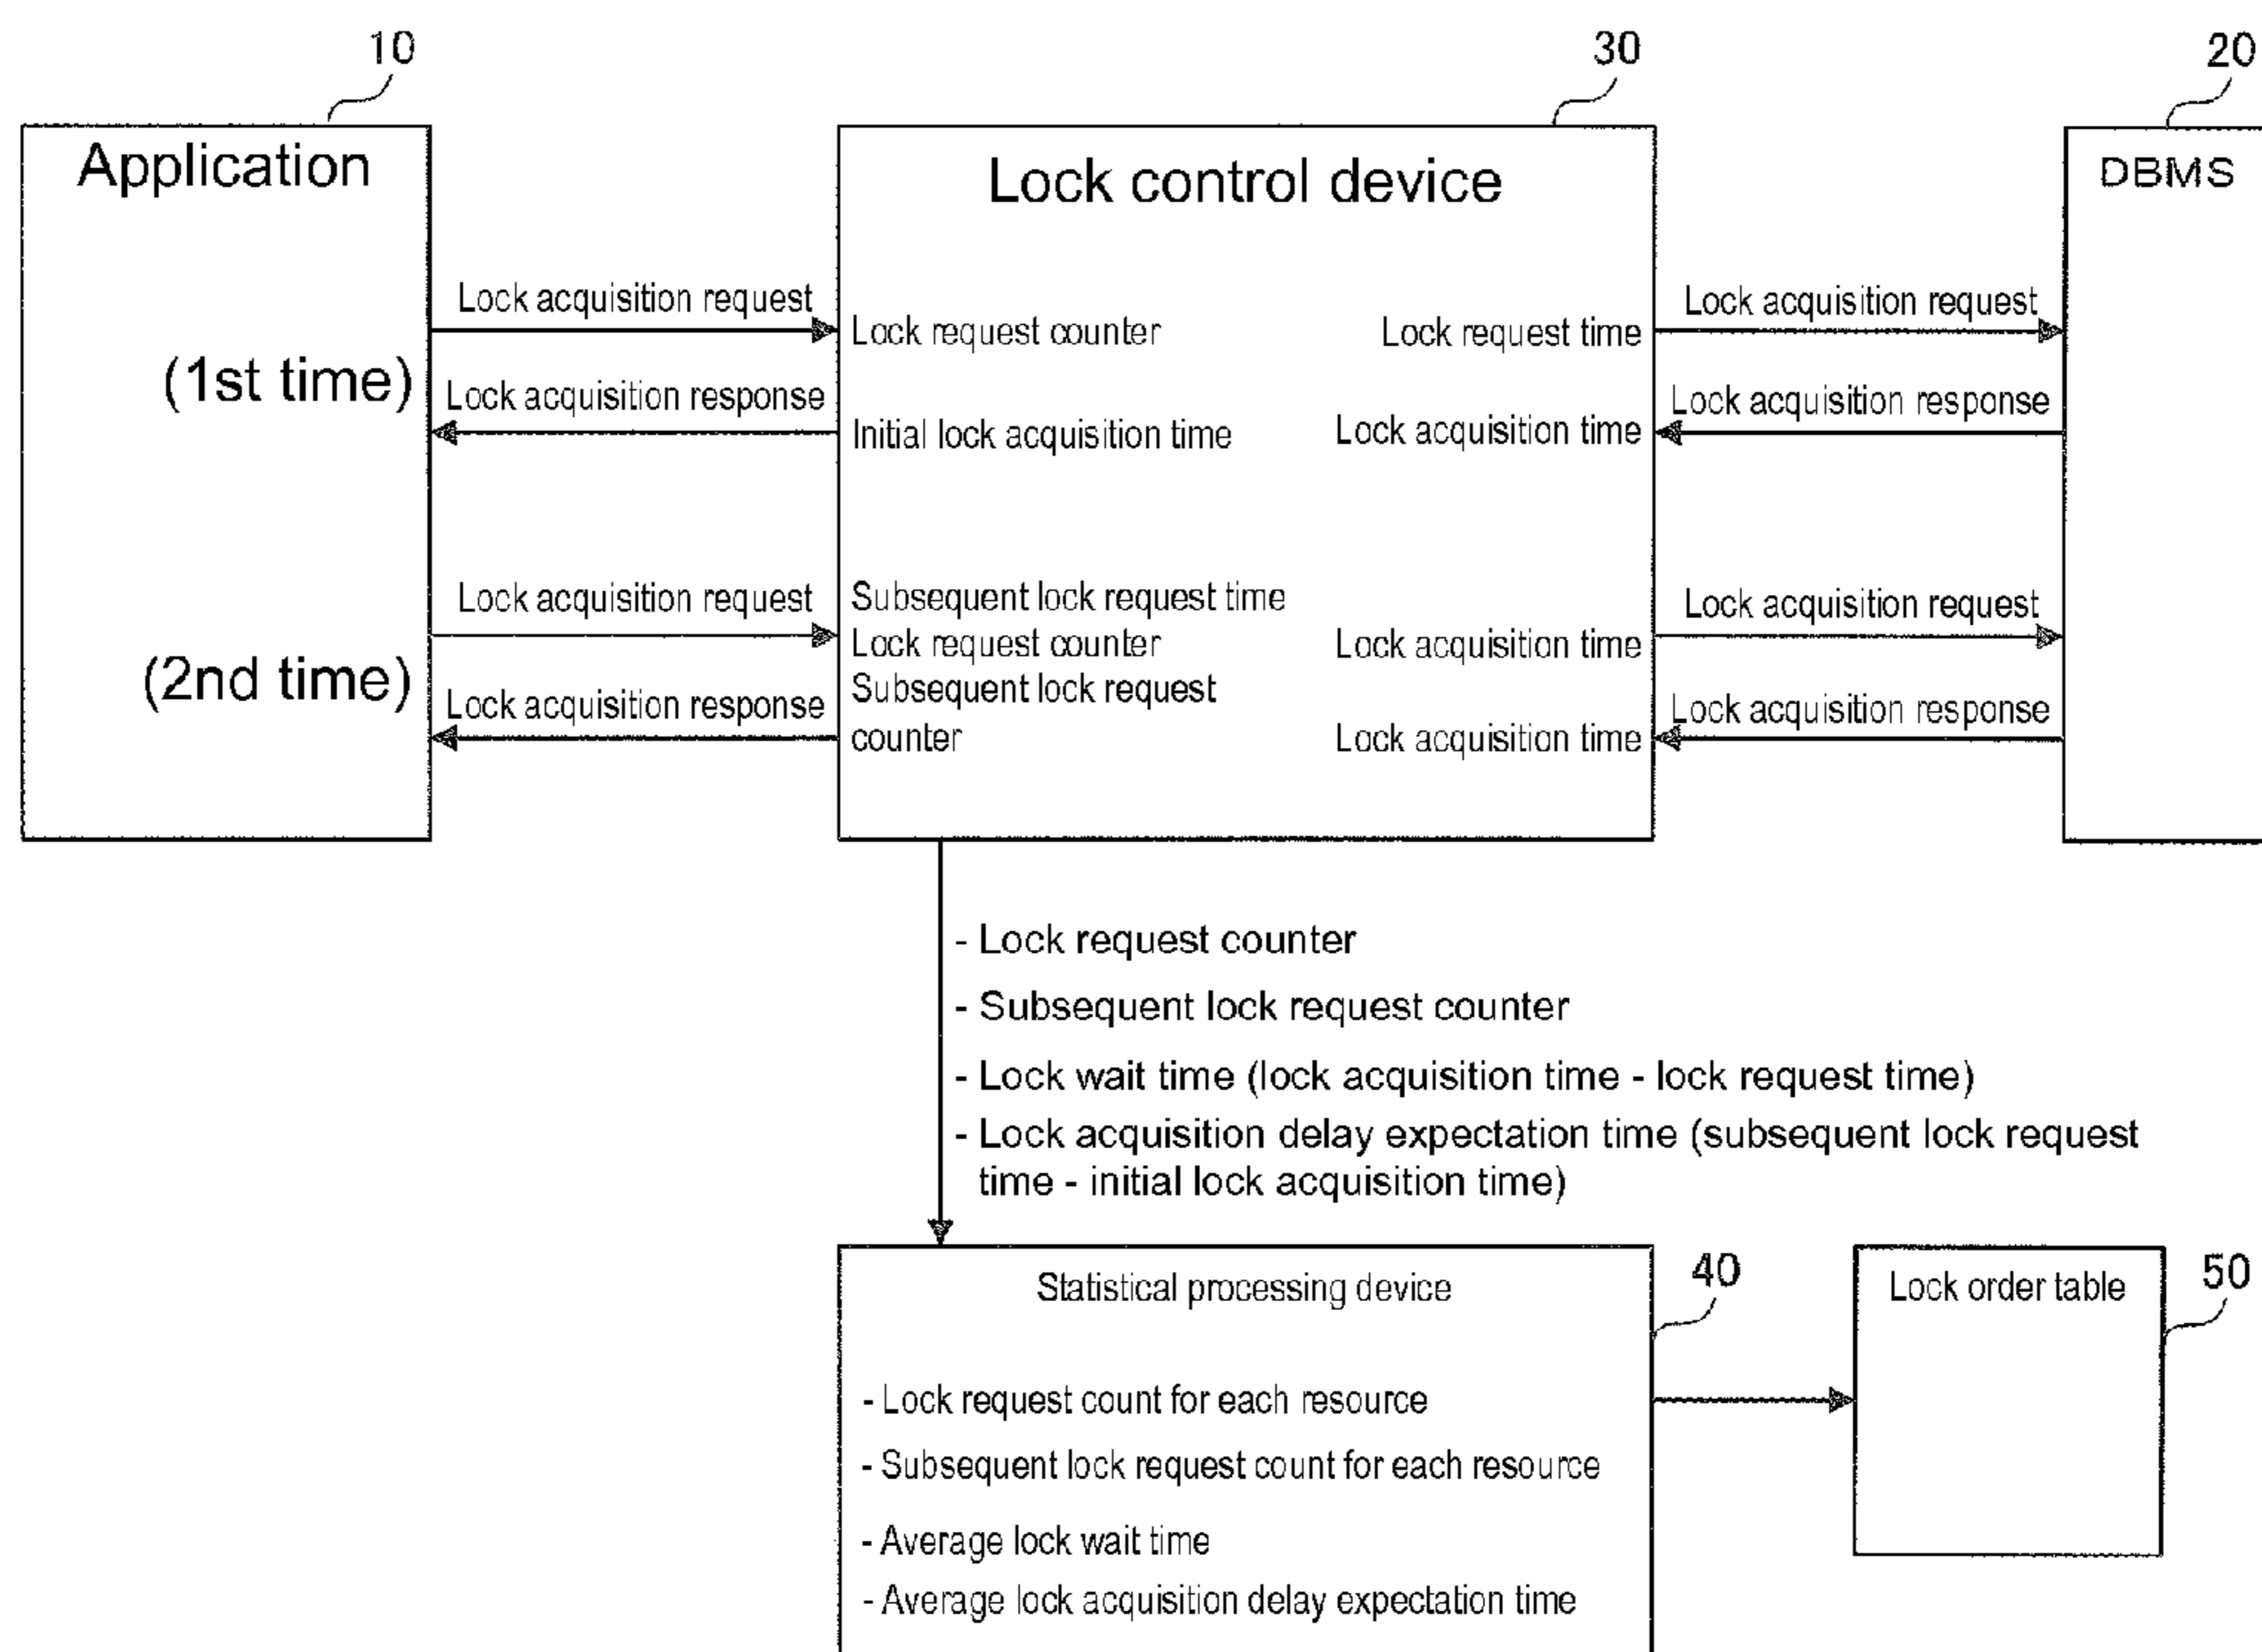 10
30
20
Application
Lock control device
DBMS
Lock acquisition request
Lock request counter
Lock request time
Lock acquisition request
(1st time)
Lock acquisition response
Initial lock acquisition time
Lock acquisition time
Lock acquisition response
Lock acquisition request
Subsequent lock request time
Lock request counter
Lock acquisition time
Lock acquisition request
(2nd time)
Lock acquisition response
Subsequent lock request
counter
Lock acquisition time
Lock acquisition response
- Lock request counter
- Subsequent lock request counter
- Lock wait time (lock acquisition time - lock request time)
- Lock acquisition delay expectation time (subsequent lock request
time - initial lock acquisition time)
Statistical processing device
40
Lock order table
50
- Lock request count for each resource
- Subsequent lock request count for each resource
- Average lock wait time
- Average lock acquisition delay expectation time